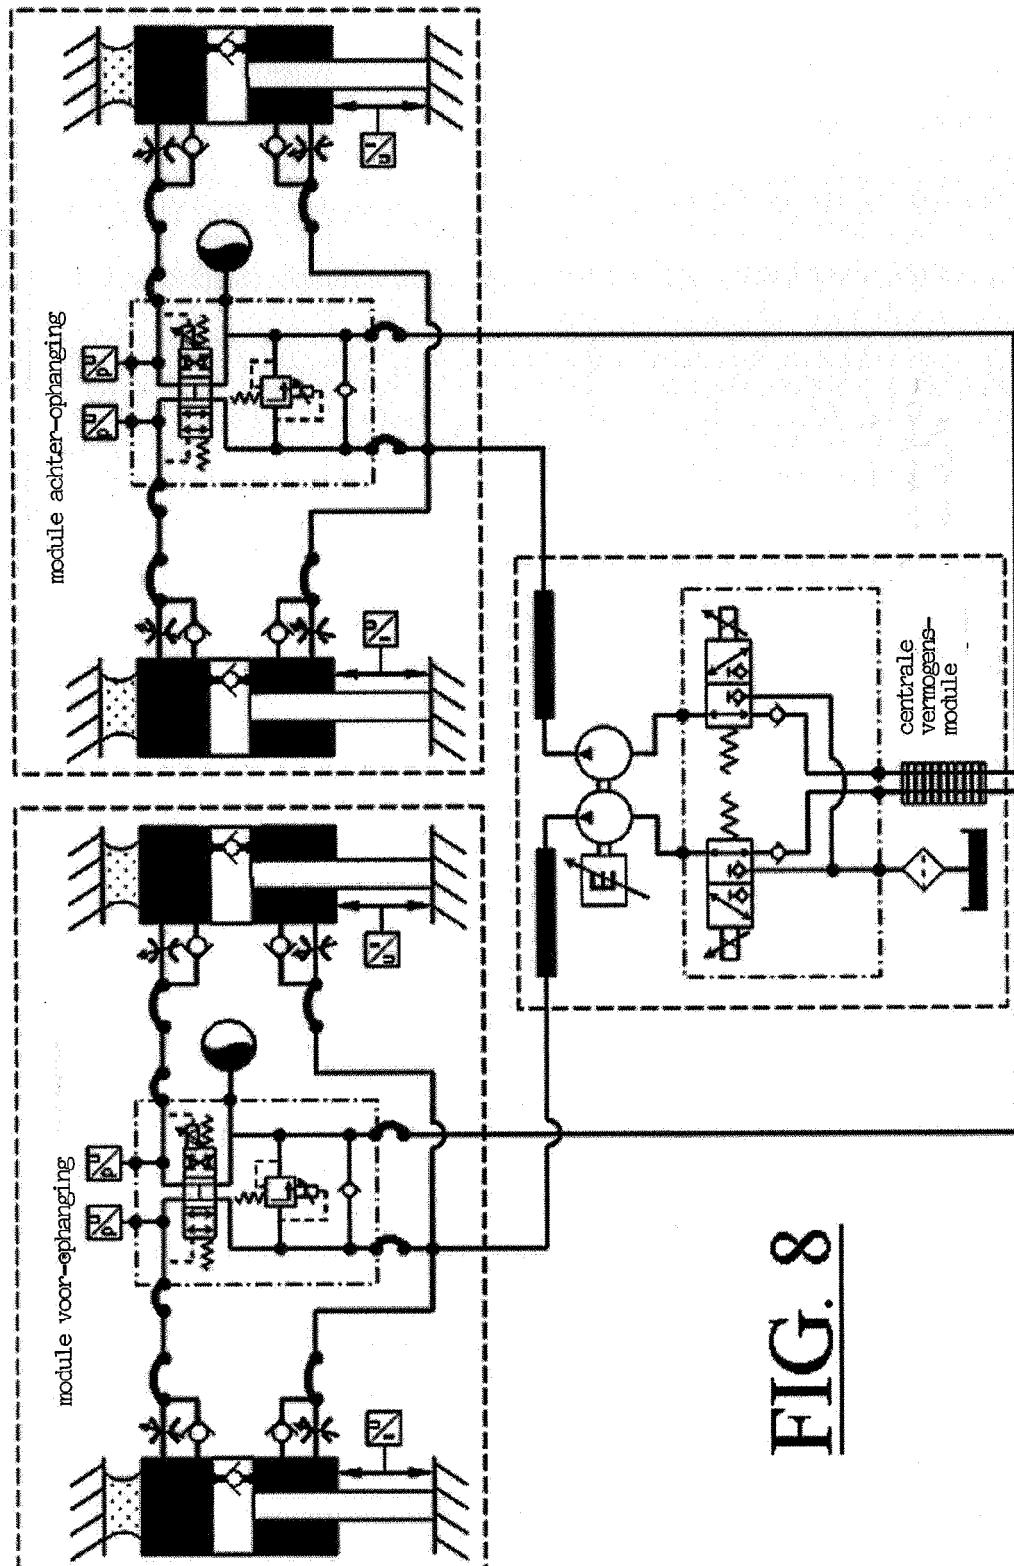 module achter-ophanging
module voor-ophanging
centrale
vermogens-
module
FIG. 8